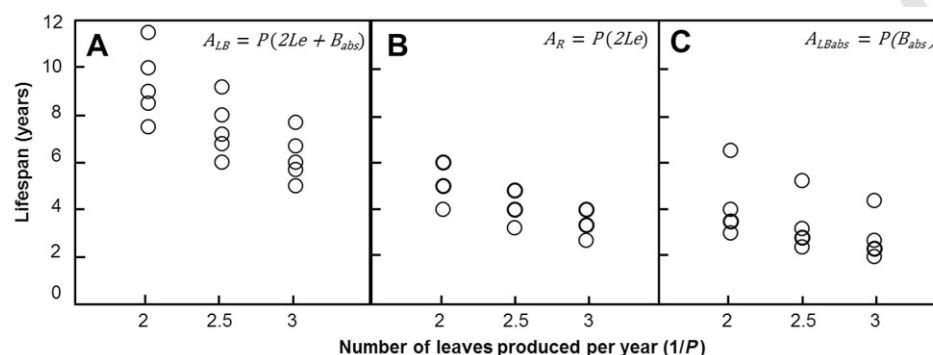 12
10
8
6
4
2
0
Lifespan (years)
A
A_LB = P(2Le + B_abs)
B
A_R = P(2Le)
C
A_LBabs = P(B_abs)
2 2.5 3
2 2.5 3
2 2.5 3
Number of leaves produced per year (1/P)